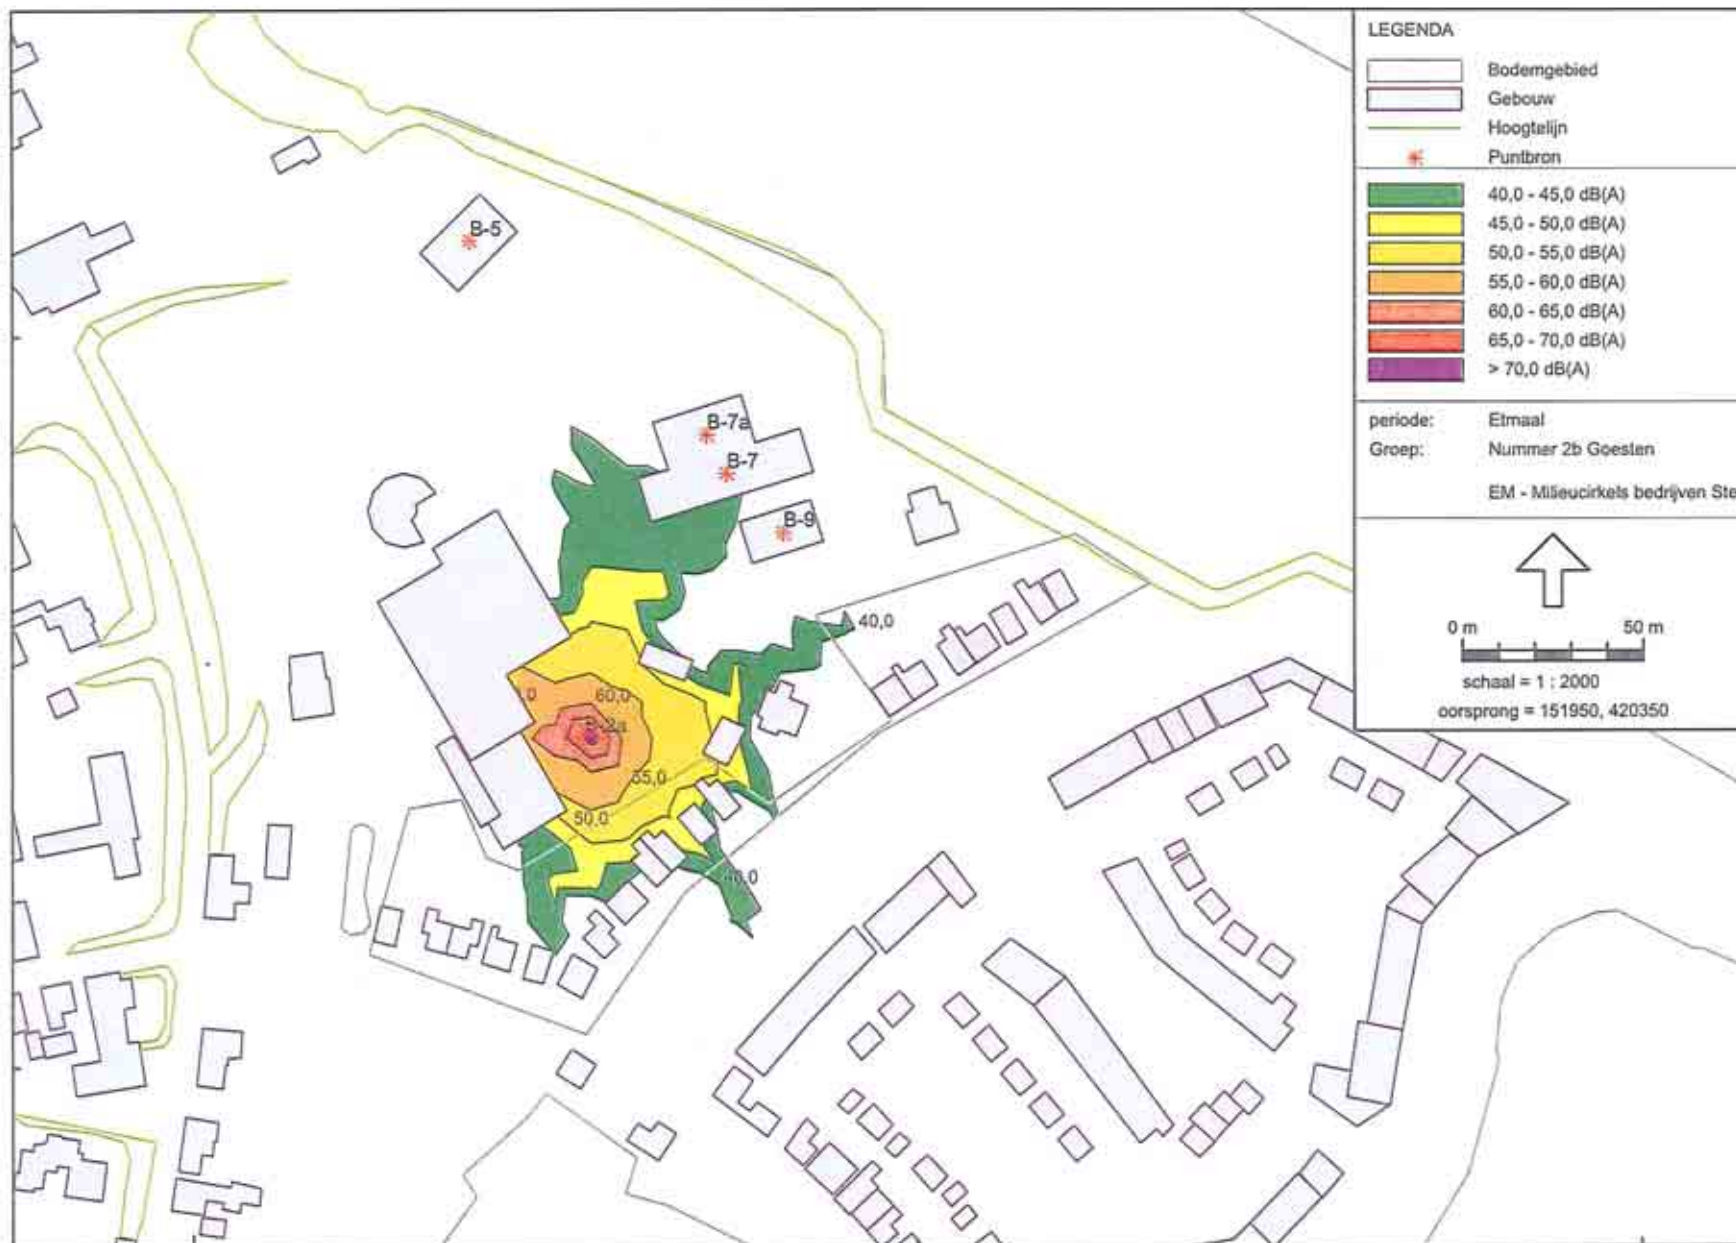 LEGENDA
Bodemgebied
Gebouw
Hoogtelijn
Puntbron
40,0 - 45,0 dB(A)
45,0 - 50,0 dB(A)
50,0 - 55,0 dB(A)
55,0 - 60,0 dB(A)
60,0 - 65,0 dB(A)
65,0 - 70,0 dB(A)
> 70,0 dB(A)
periode: Etmaal
Groep: Nummer 2b Goesten
EM - Milieucirkels bedrijven Ste
0 m 50 m
schaal = 1 : 2000
oorsprong = 151950, 420350
B-5
B-7a
B-7
B-9
40,0
60,0
55,0
50,0
40,0